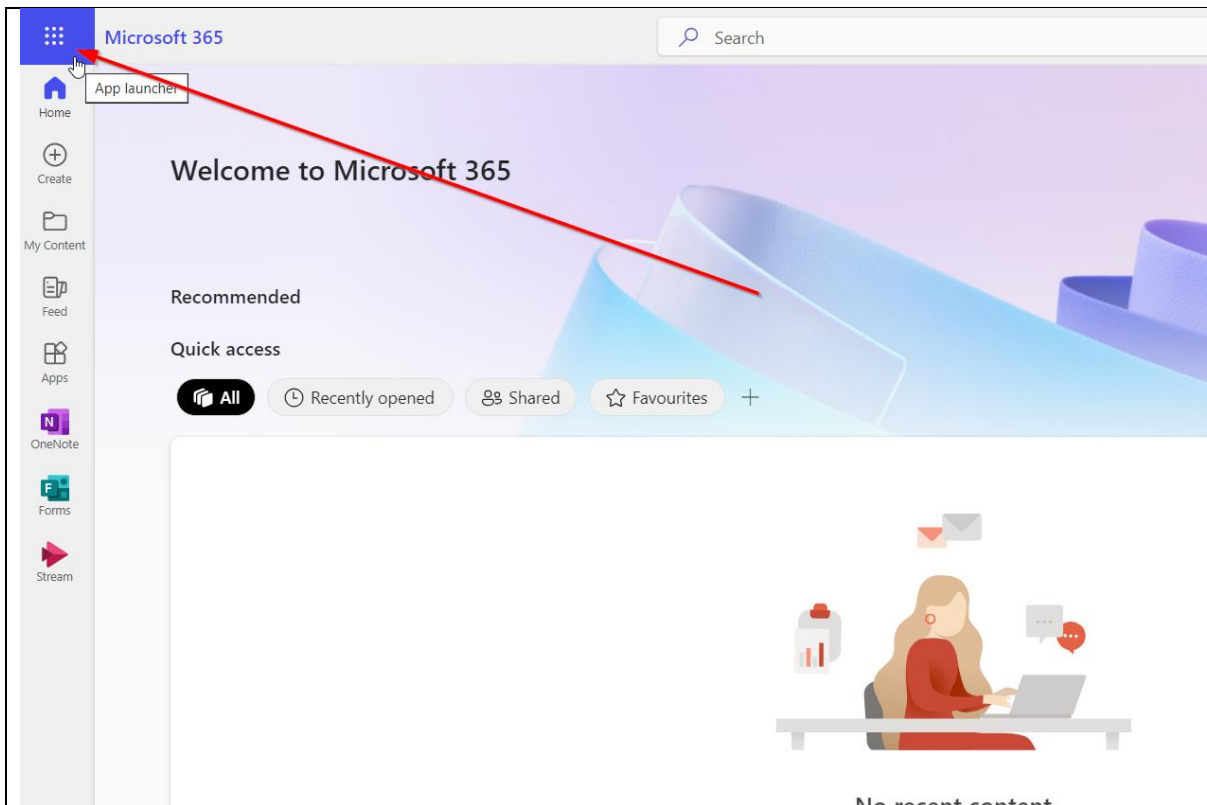 Microsoft 365
Search
App launcher
Home
Create
My Content
Feed
Apps
N
OneNote
F
Forms
Stream
Welcome to Microsoft 365
Recommended
Quick access
All
Recently opened
Shared
Favourites
No recent content